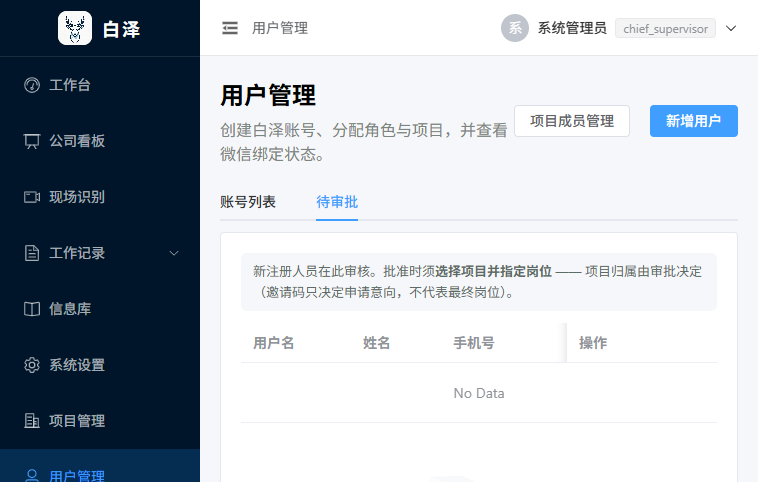 白泽
用户管理
系
系统管理员
chief_supervisor
工作台
公司看板
现场识别
工作记录
信息库
系统设置
项目管理
用户管理
用户管理
创建白泽账号、分配角色与项目，并查看
微信绑定状态。
项目成员管理
新增用户
账号列表
待审批
新注册人员在此审核。批准时须选择项目并指定岗位 —— 项目归属由审批决定
（邀请码只决定申请意向，不代表最终岗位）。
用户名 姓名 手机号 操作
No Data